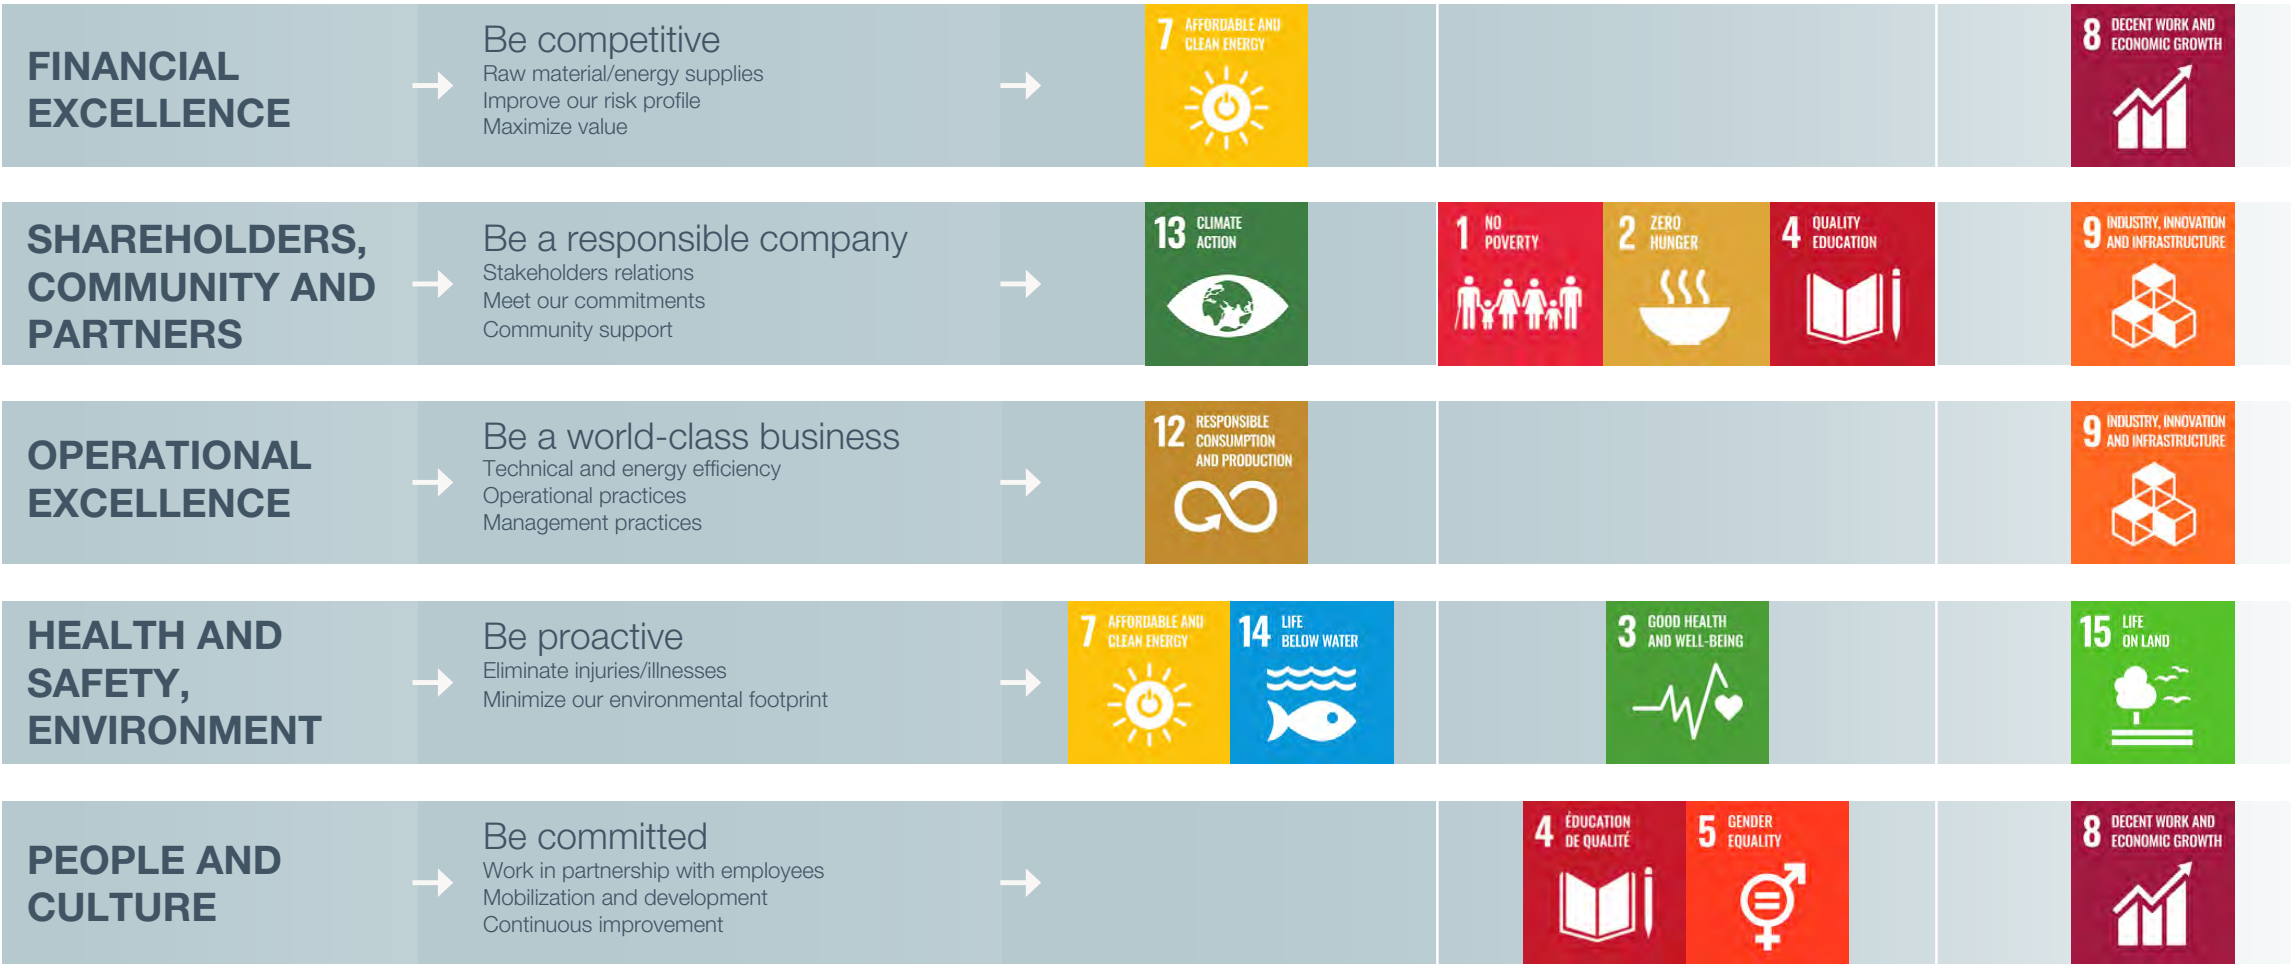 FINANCIAL
EXCELLENCE
Be competitive
Raw material/energy supplies
Improve our risk profile
Maximize value
7 AFFORDABLE AND
CLEAN ENERGY
8 DECENT WORK AND
ECONOMIC GROWTH
SHAREHOLDERS,
COMMUNITY AND
PARTNERS
Be a responsible company
Stakeholders relations
Meet our commitments
Community support
13 CLIMATE
ACTION
1 NO
POVERTY
2 ZERO
HUNGER
4 QUALITY
EDUCATION
9 INDUSTRY, INNOVATION
AND INFRASTRUCTURE
OPERATIONAL
EXCELLENCE
Be a world-class business
Technical and energy efficiency
Operational practices
Management practices
12 RESPONSIBLE
CONSUMPTION
AND PRODUCTION
9 INDUSTRY, INNOVATION
AND INFRASTRUCTURE
HEALTH AND
SAFETY,
ENVIRONMENT
Be proactive
Eliminate injuries/illnesses
Minimize our environmental footprint
7 AFFORDABLE AND
CLEAN ENERGY
14 LIFE
BELOW WATER
3 GOOD HEALTH
AND WELL-BEING
15 LIFE
ON LAND
PEOPLE AND
CULTURE
Be committed
Work in partnership with employees
Mobilization and development
Continuous improvement
4 ÉDUCATION
DE QUALITÉ
5 GENDER
EQUALITY
8 DECENT WORK AND
ECONOMIC GROWTH